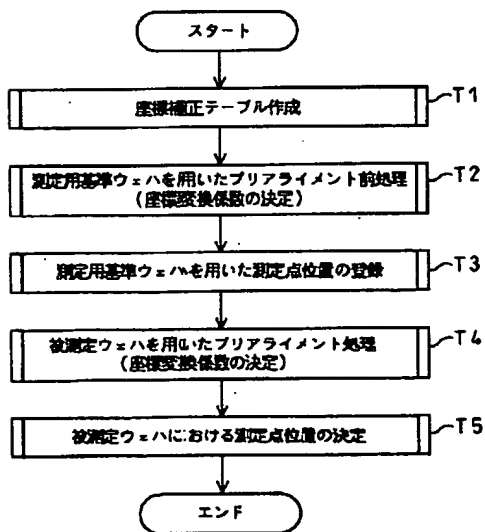 スタート
座標補正テーブル作成
T1
測定用基準ウェハを用いたプリアライメント前処理
(座標変換係数の決定)
T2
測定用基準ウェハを用いた測定点位置の登録
T3
被測定ウェハを用いたプリアライメント処理
(座標変換係数の決定)
T4
被測定ウェハにおける測定点位置の決定
T5
エンド